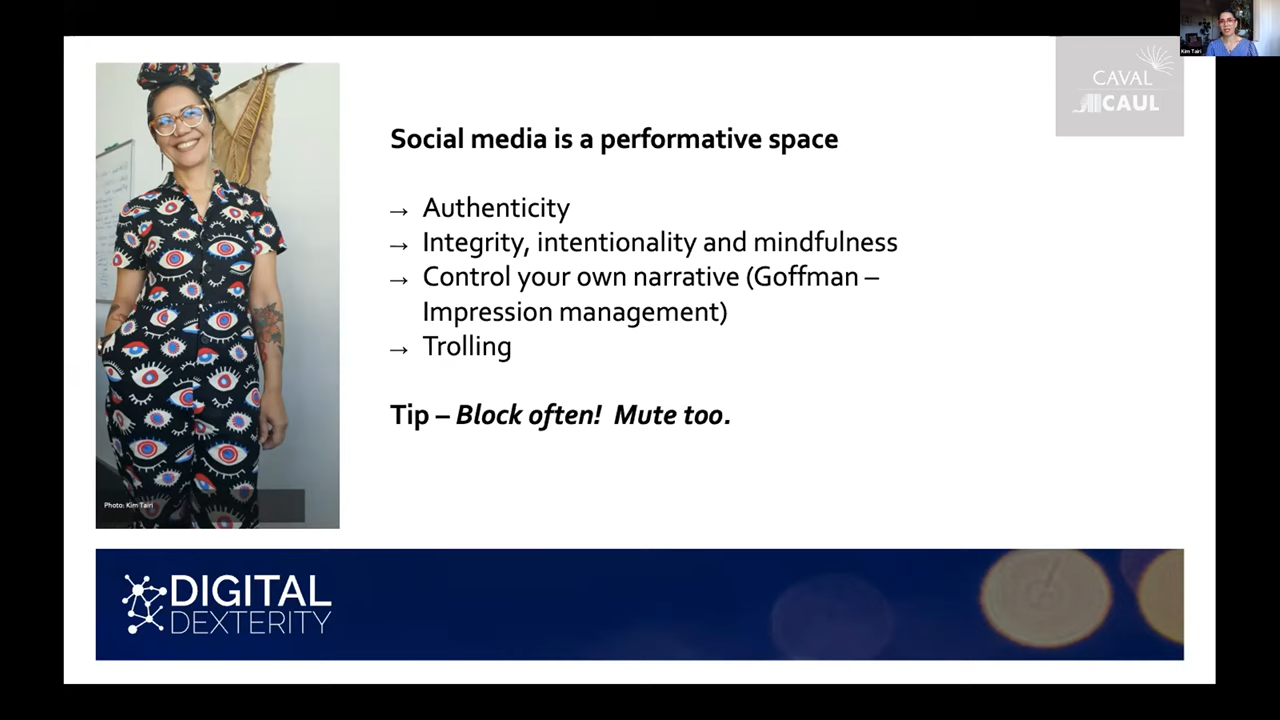 Kim Tairi
CAVAL
CAUL
Social media is a performative space
→ Authenticity
→ Integrity, intentionality and mindfulness
→ Control your own narrative (Goffman –
Impression management)
→ Trolling
Tip – Block often!  Mute too.
Photo: Kim Tairi
DIGITAL
DEXTERITY